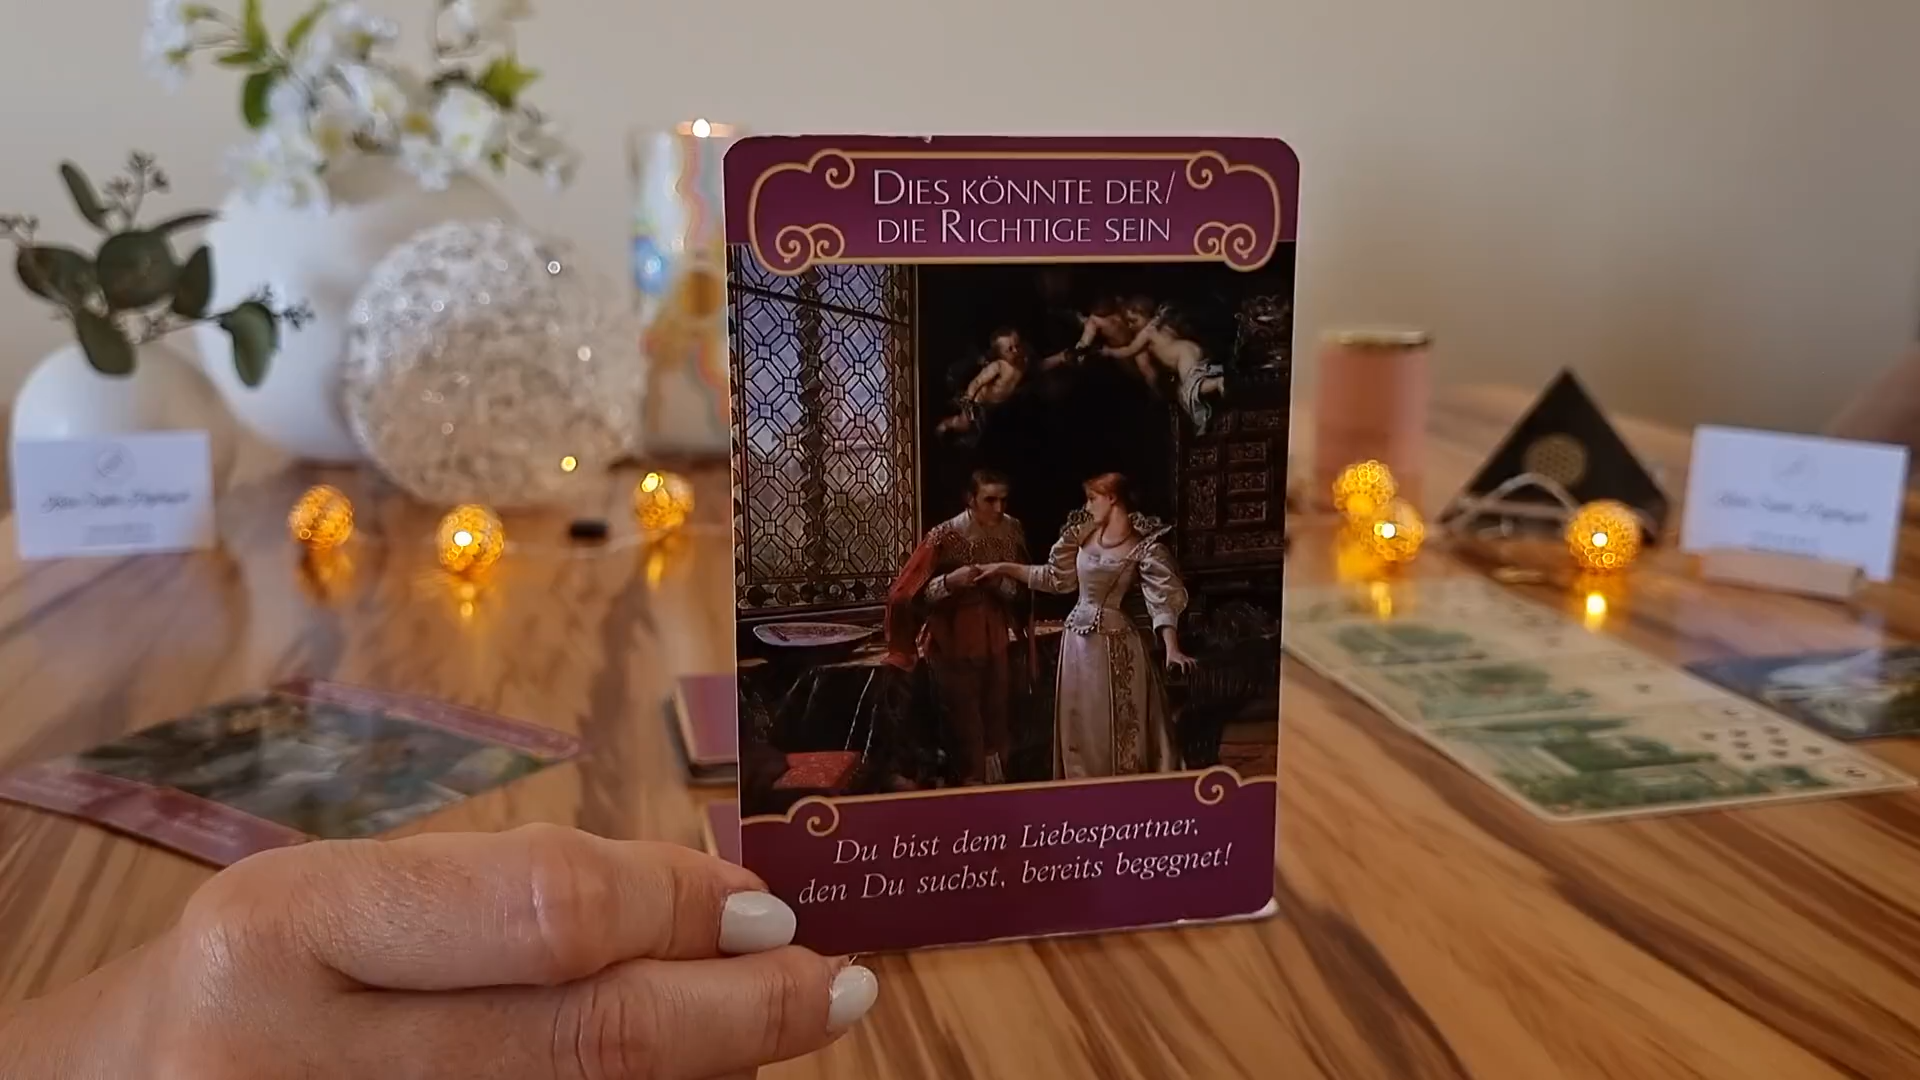 Dies könnte der/
die Richtige sein
Du bist dem Liebespartner,
den Du suchst, bereits begegnet!